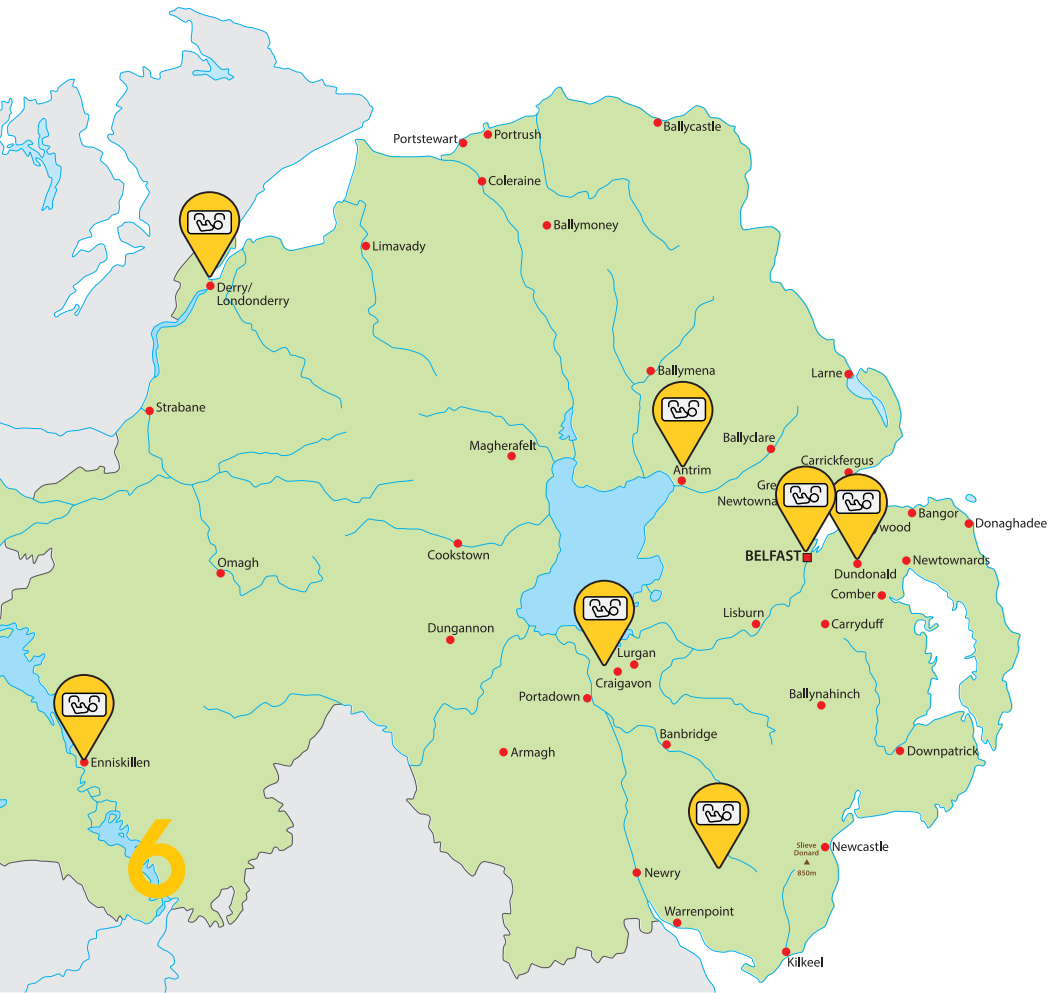 Ballycastle
Portrush
Portstewart
Coleraine
Ballymoney
Limavady
Derry/
Londonderry
Ballymena
Larne
Strabane
Ballyclare
Magherafelt
Carrickfergus
Antrim
Gre
Newtowna
Bangor
ywood
Donaghadee
BELFAST
Cookstown
Omagh
Newtownards
Dundonald
Comber
Lisburn
Carryduff
Dungannon
Lurgan
Craigavon
Portadown
Ballynahinch
Banbridge
Armagh
Downpatrick
Enniskillen
6
Slieve
Donard
850m
Newcastle
Newry
Warrenpoint
Kilkeel